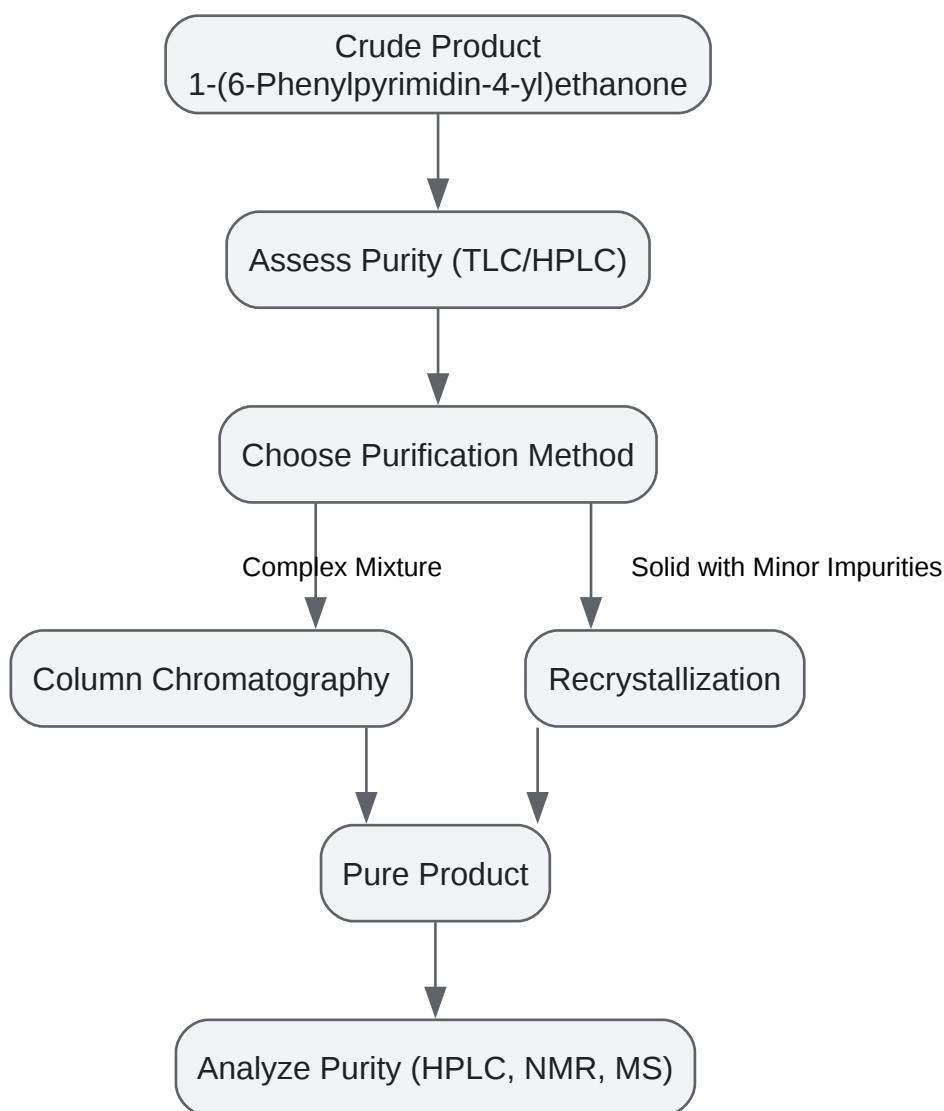 Crude Product
1-(6-Phenylpyrimidin-4-yl)ethanone
Assess Purity (TLC/HPLC)
Choose Purification Method
Complex Mixture
Solid with Minor Impurities
Column Chromatography
Recrystallization
Pure Product
Analyze Purity (HPLC, NMR, MS)